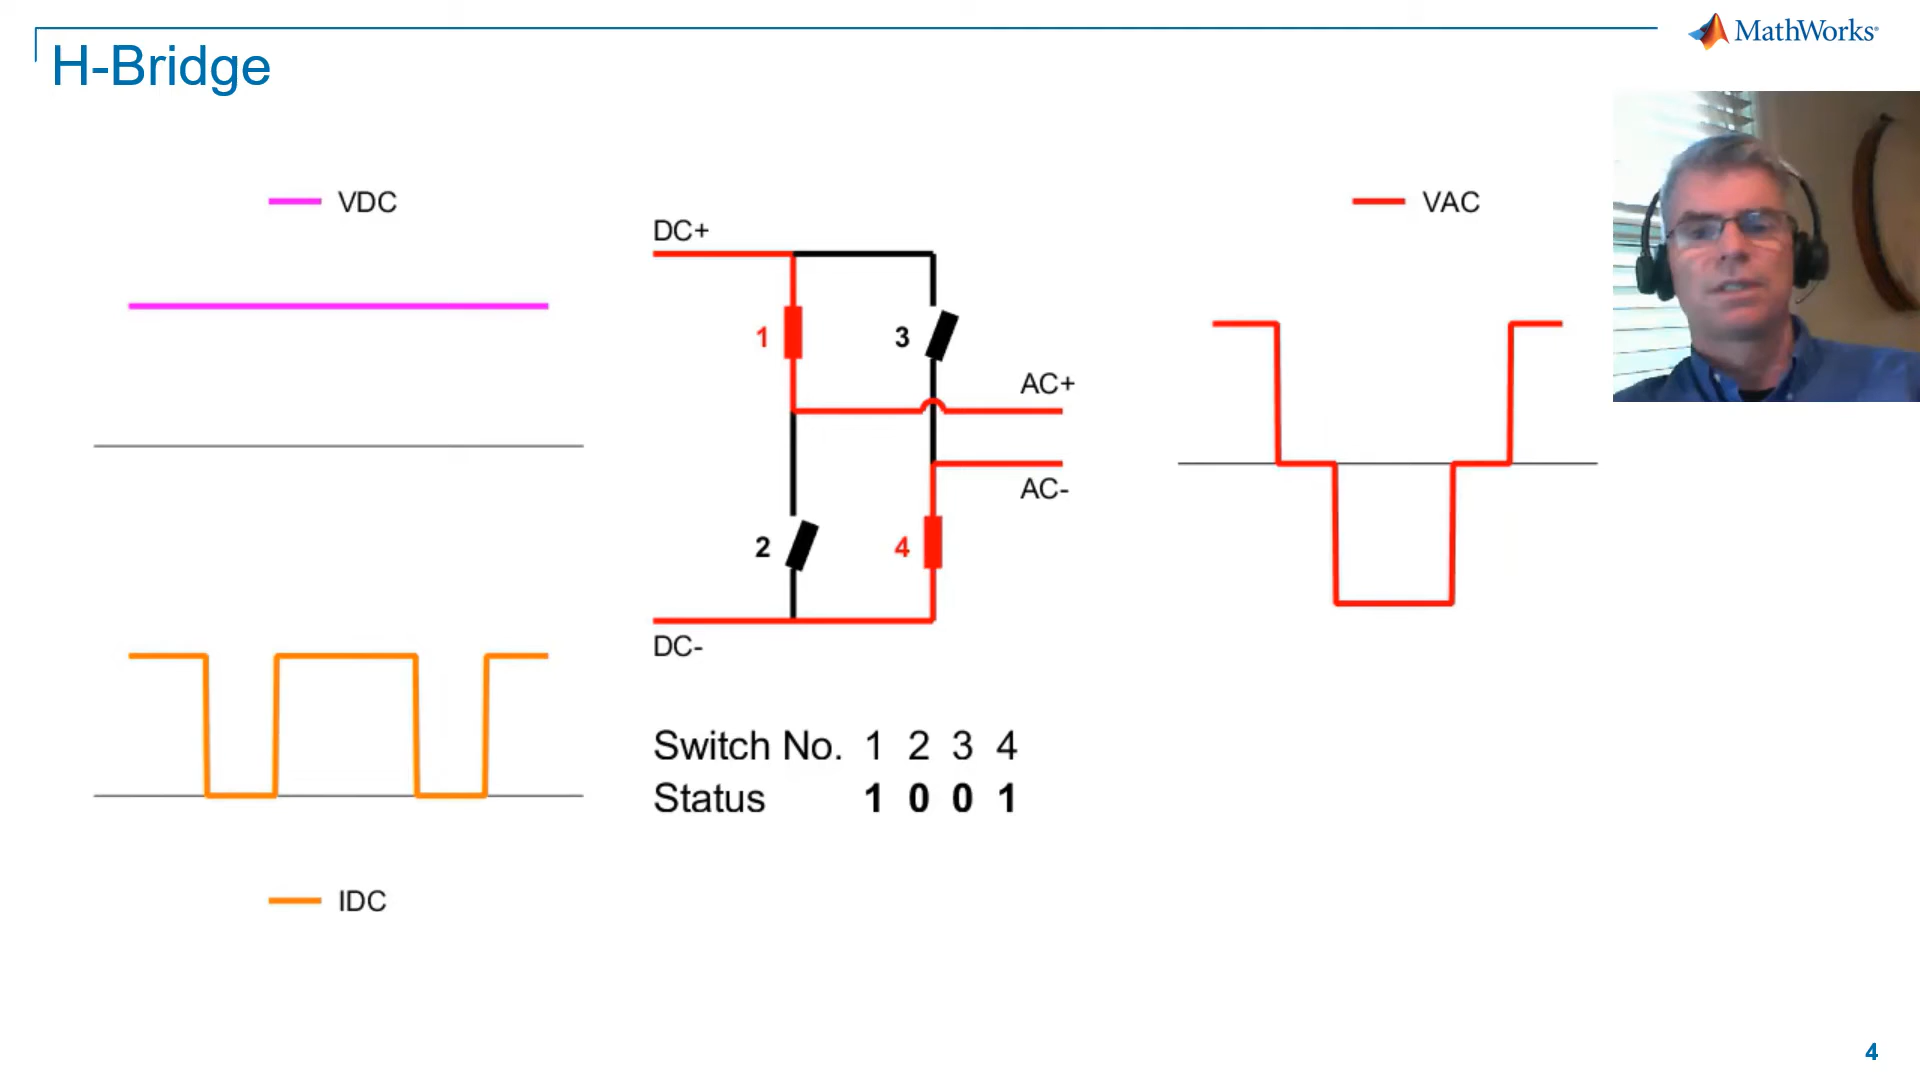 MathWorks
H-Bridge
VDC
DC+
1
3
AC+
AC-
2
4
DC-
VAC
Switch No. 1 2 3 4
Status 1 0 0 1
IDC
4